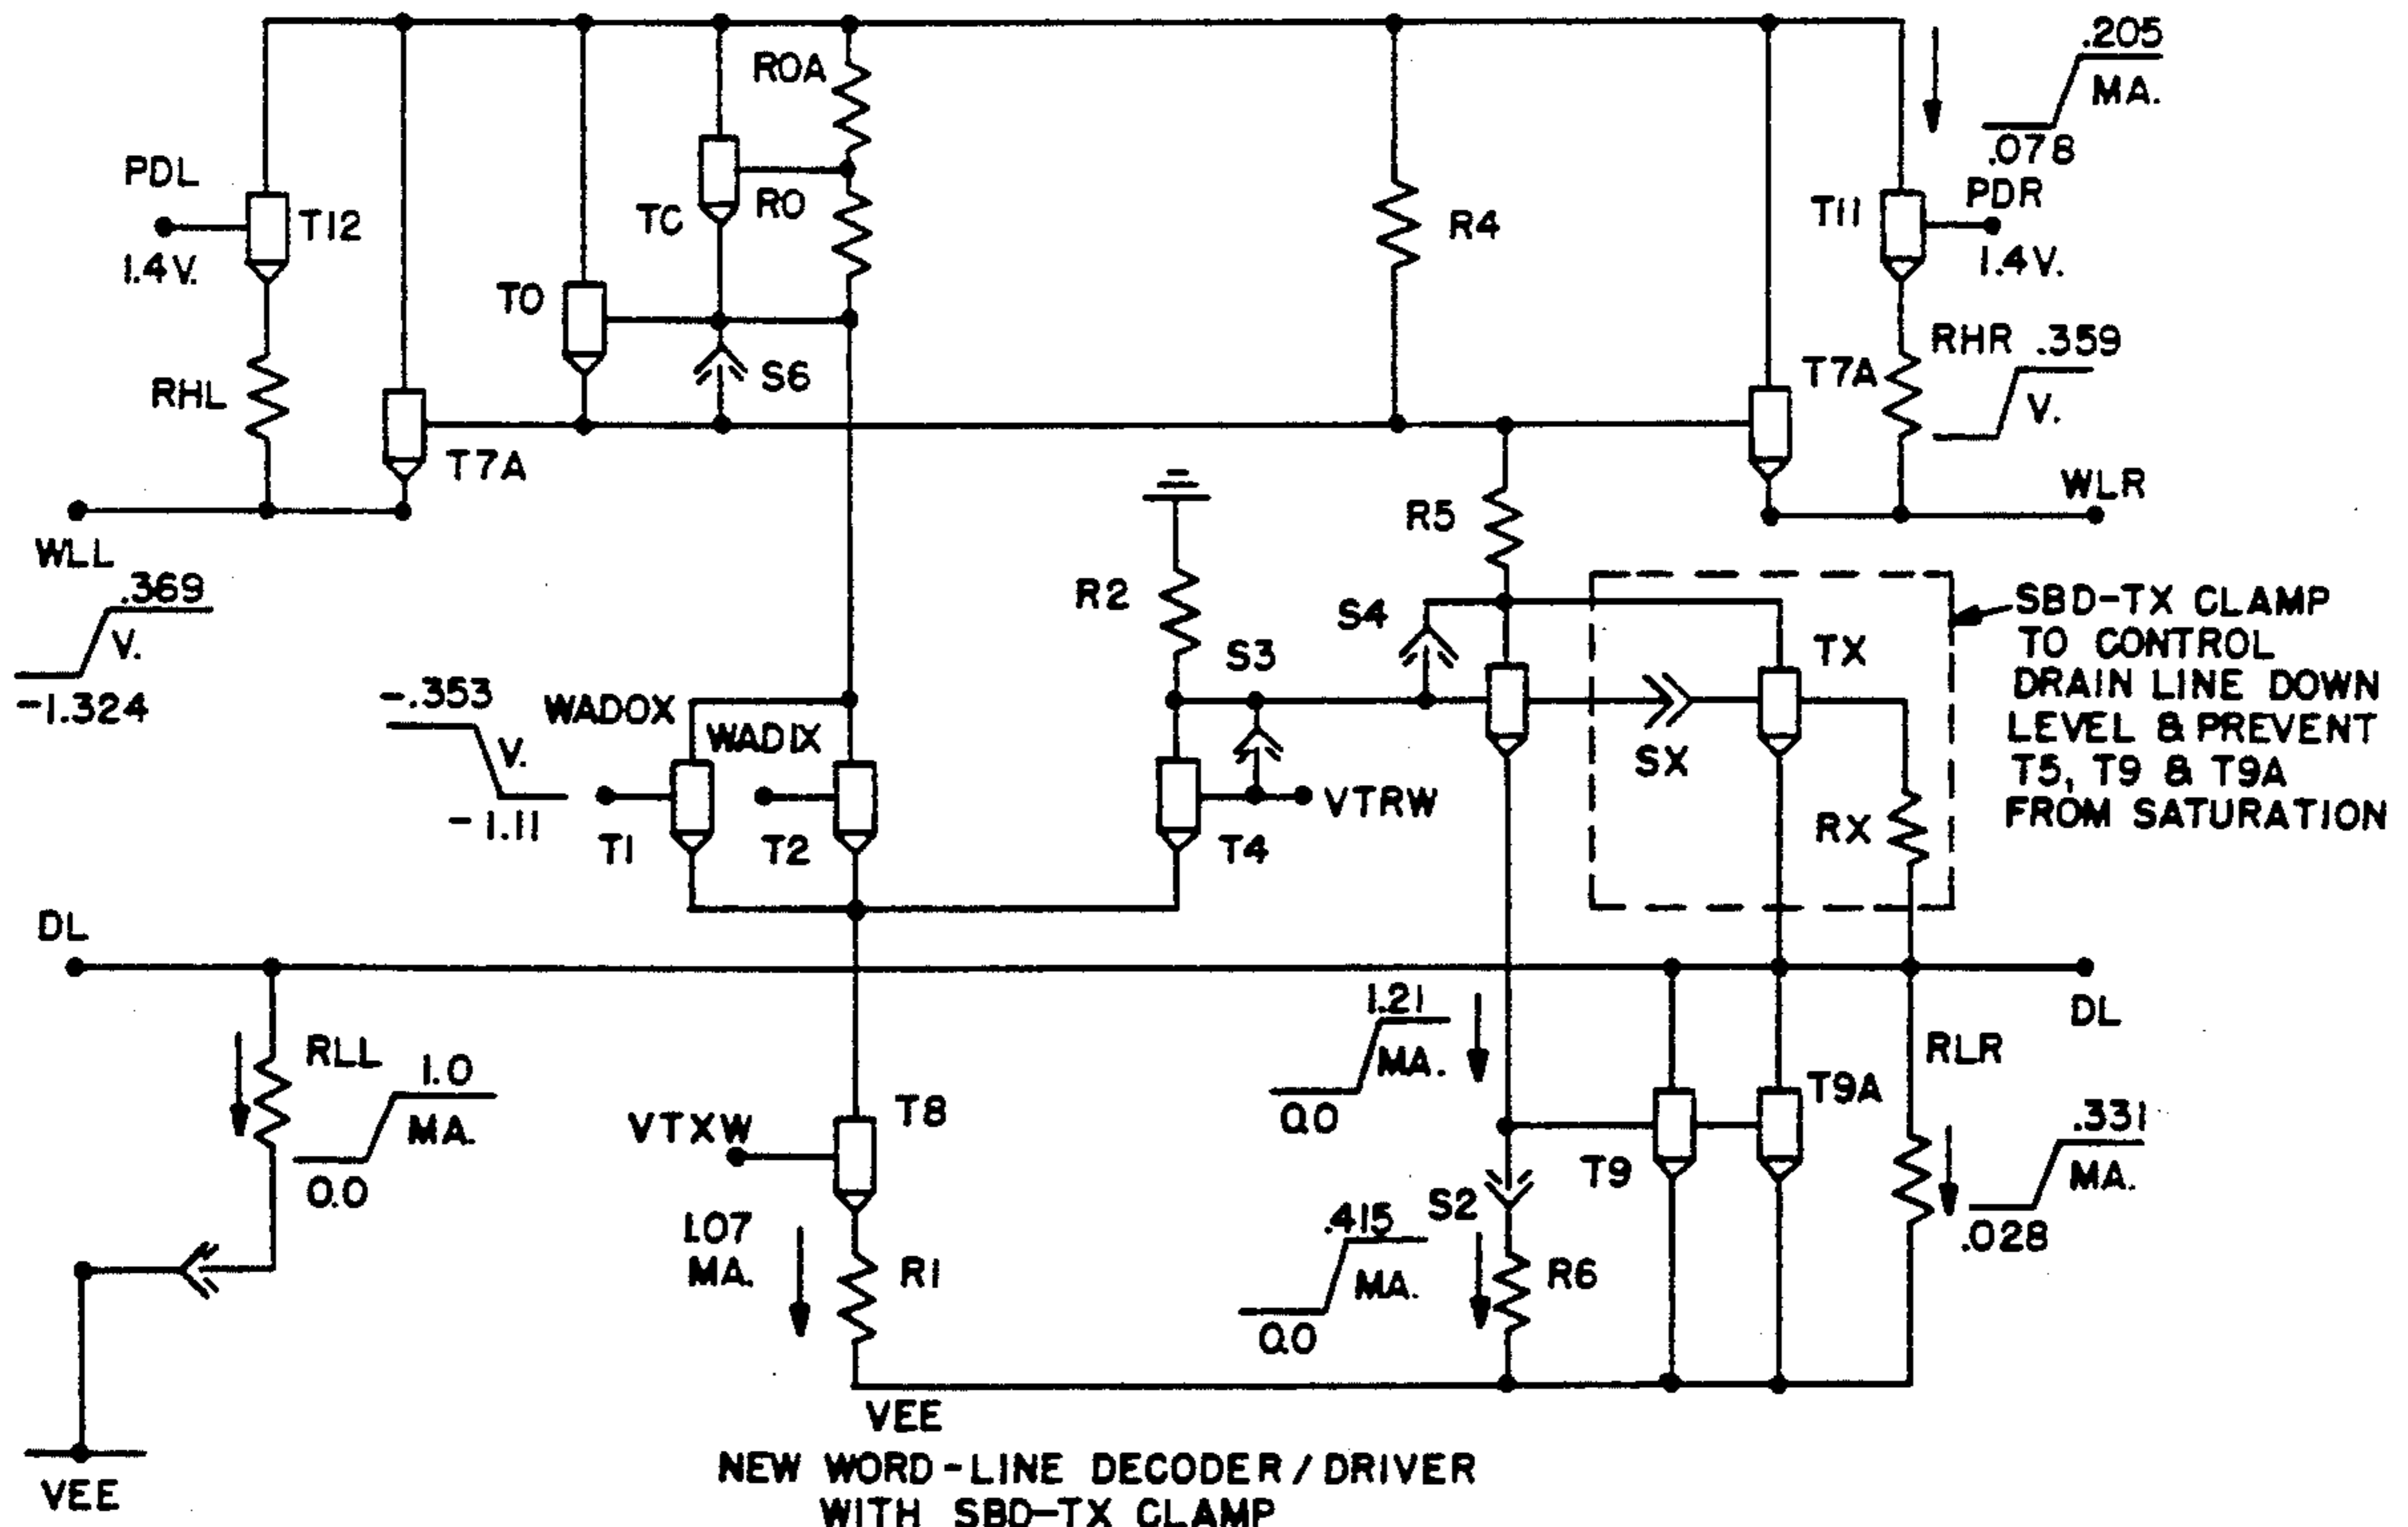 .205
MA.
.078
ROA
PDL
T12
1.4V.
TC
RO
R4
T11
PDR
1.4V.
TO
RHL
S6
RHR
.359
V.
T7A
T7A
WLL
WLR
.369
V.
-1.324
R5
R2
S4
S3
TX
SBD-TX CLAMP
TO CONTROL
DRAIN LINE DOWN
LEVEL & PREVENT
T5, T9 & T9A
FROM SATURATION
-.353
V.
-1.11
WADOX
WADIX
SX
T1
T2
T4
VTRW
RX
DL
DL
RLL
1.0
MA.
0.0
1.21
MA.
0.0
RLR
VTXW
T8
T9A
T9
.331
MA.
.028
1.07
MA.
R1
.415
MA.
0.0
S2
R6
VEE
VEE
NEW WORD-LINE DECODER/DRIVER
WITH SBD-TX CLAMP